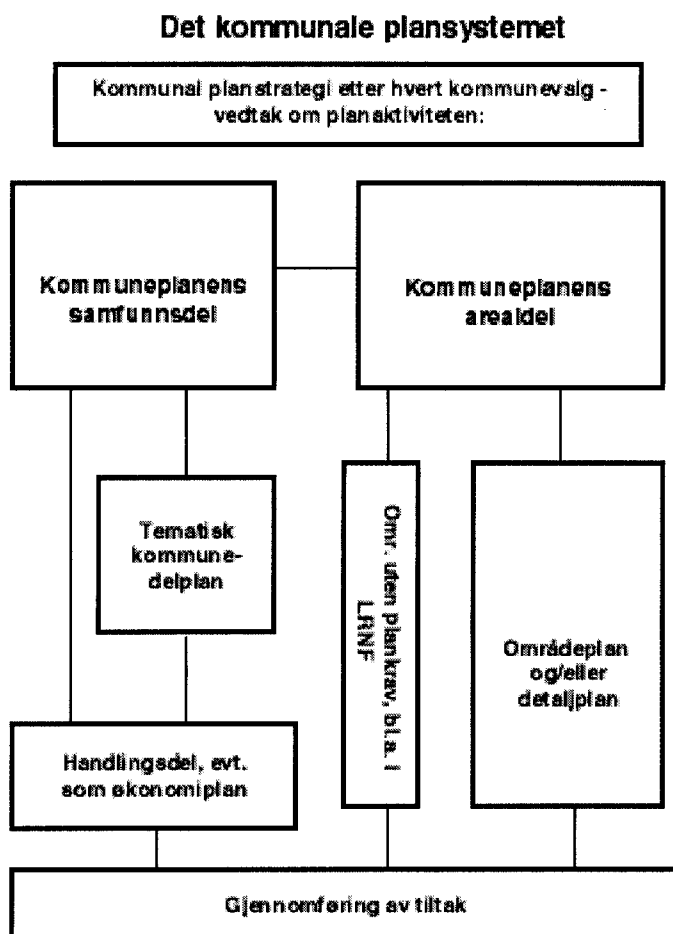 Det kommunale plansystemet
Kommunal planstrategi etter hvert kommunevalg -
vedtak om planaktiviteten:
Kommuneplanens
samfunnsdel
Kommuneplanens
arealdel
Tematisk
kommune-
delplan
Omr. uten plankrav, bl.a. i
LRNF
Områdeplan
og/eller
detaljplan
Handlingsdel, evt.
som økonomiplan
Gjennomføring av tiltak